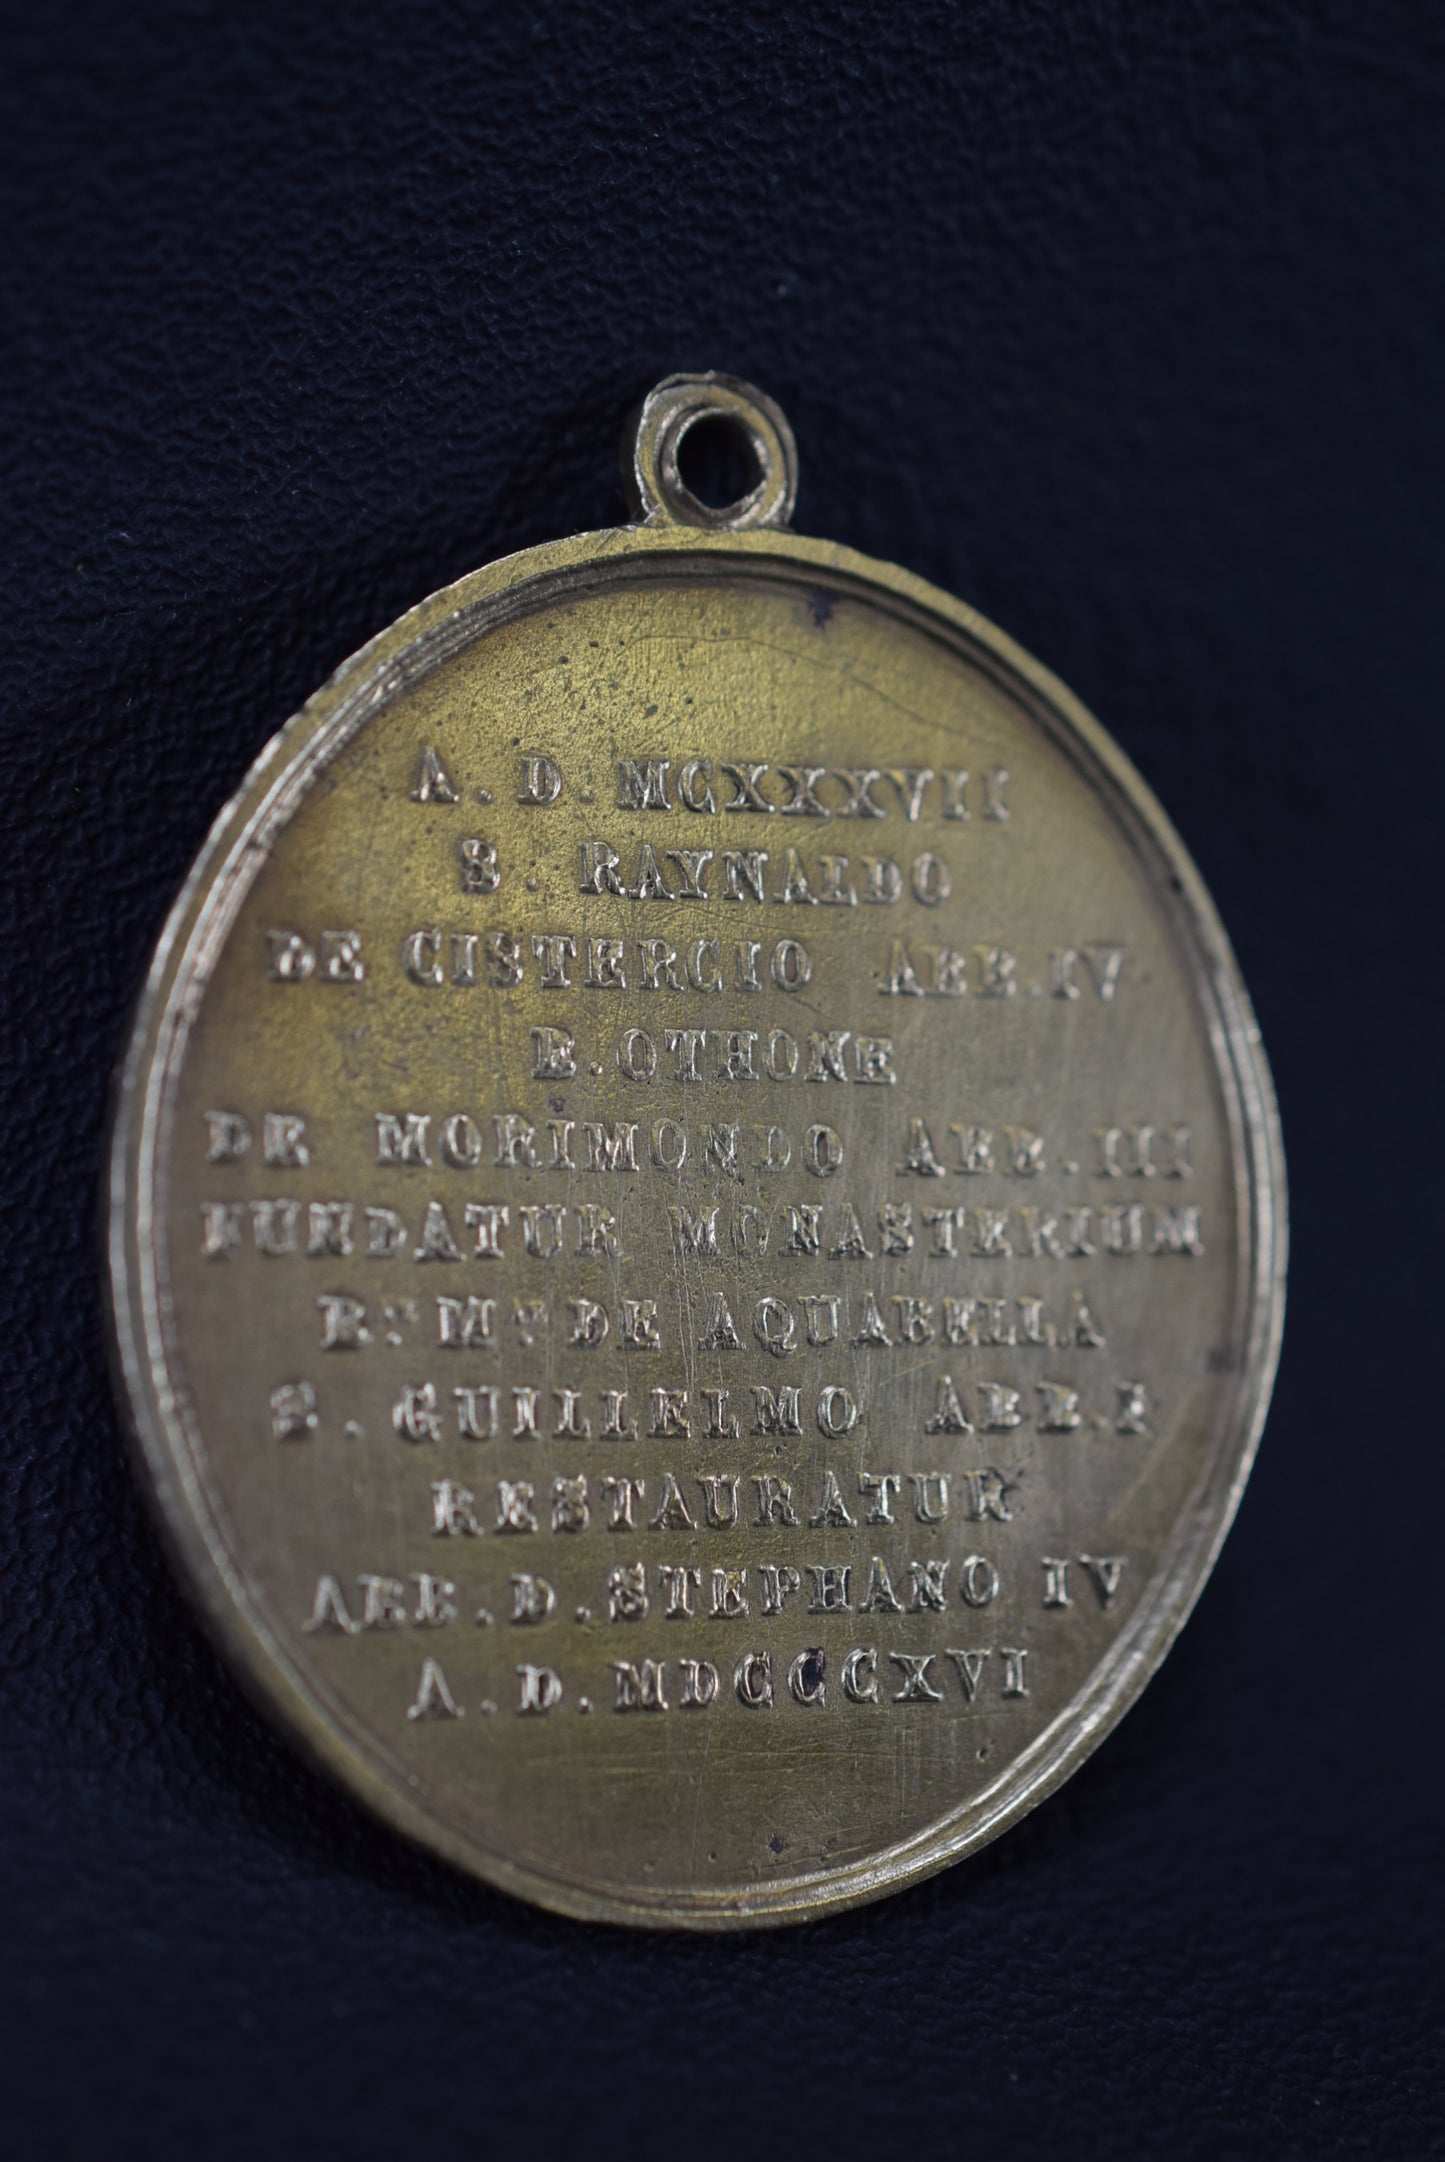 A. D. MCXXXVII
S. RAYNALDO
DE CISTERCIO ABB. IV
B. OTHONE
DE MORIMONDO ABB. III
FUNDATUR MONASTERIUM
DE AQUABELLA
S. GUILLELMO ABB. I
RESTAURATUR
ABB. D. STEPHANO IV
A. D. MDCCCXVI